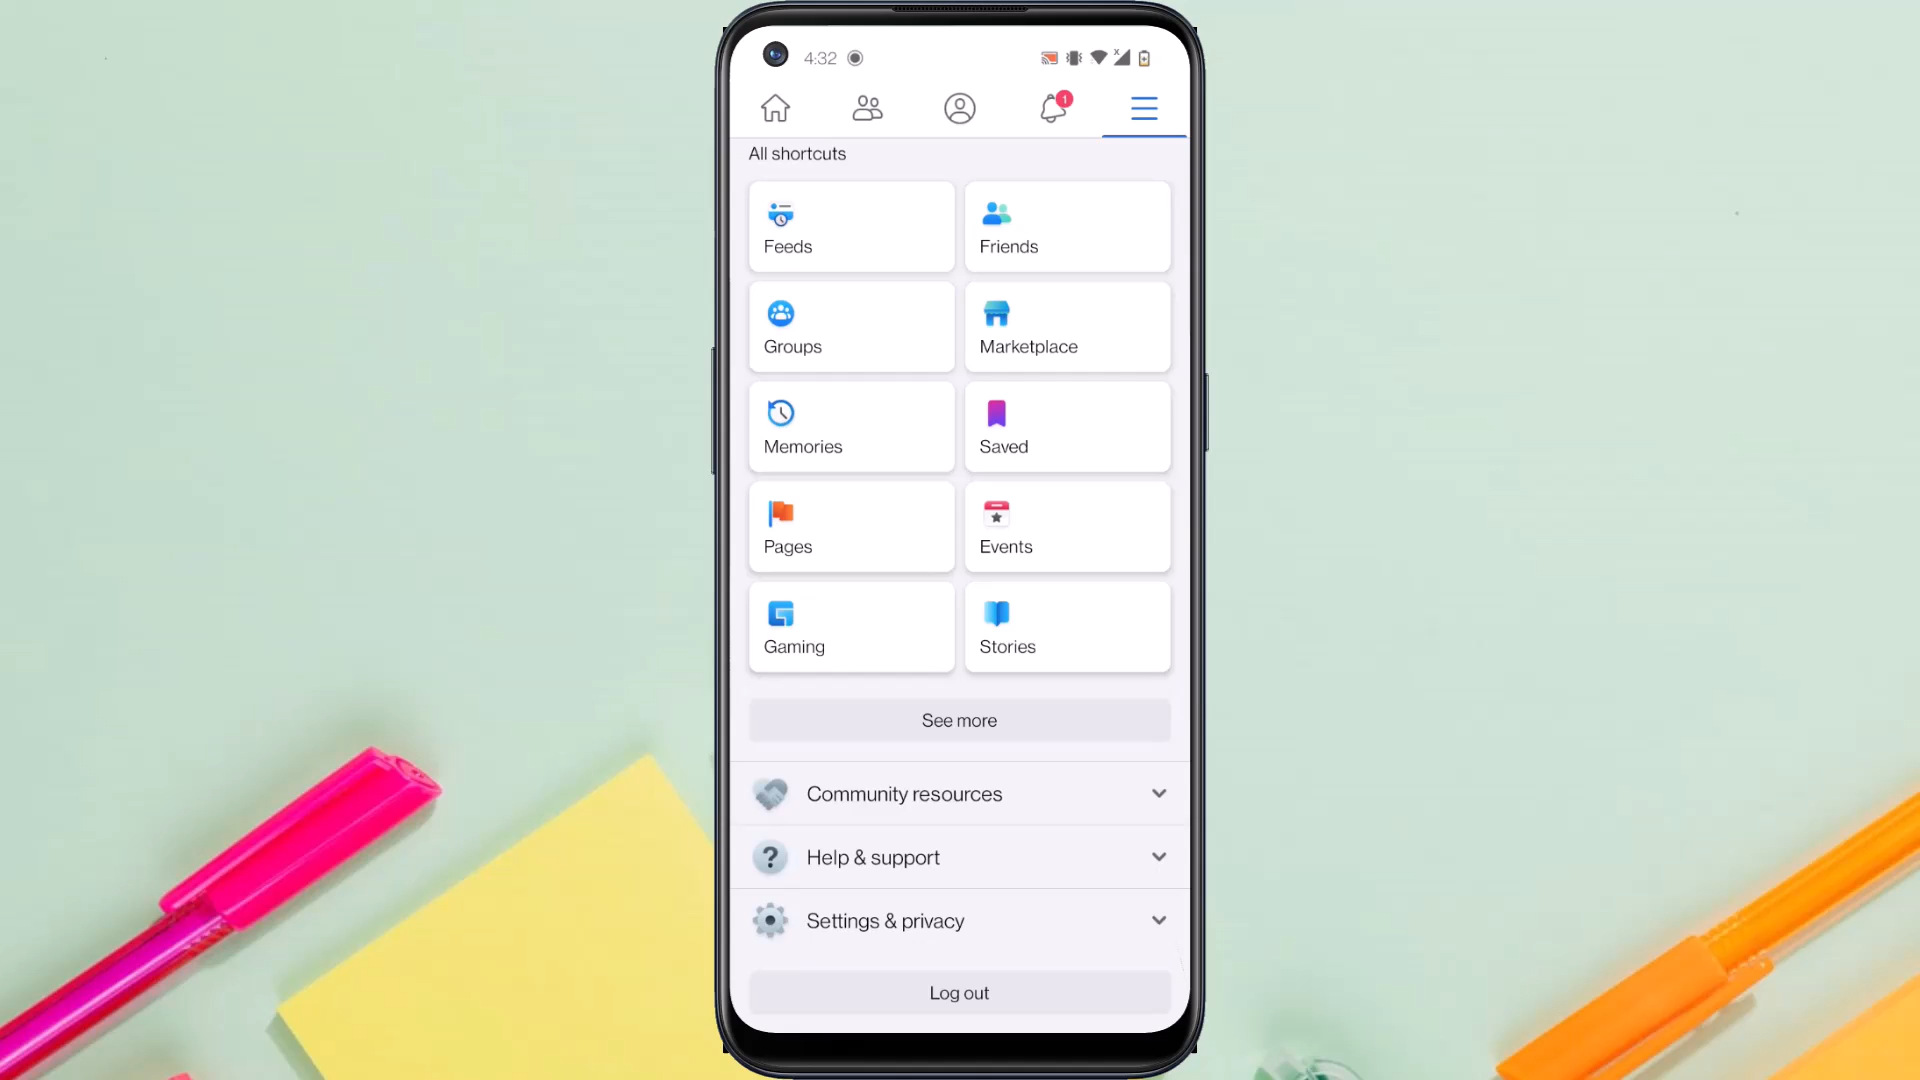 4:32
1
All shortcuts
Feeds
Friends
Groups
Marketplace
Memories
Saved
Pages
Events
Gaming
Stories
See more
Community resources
Help & support
Settings & privacy
Log out